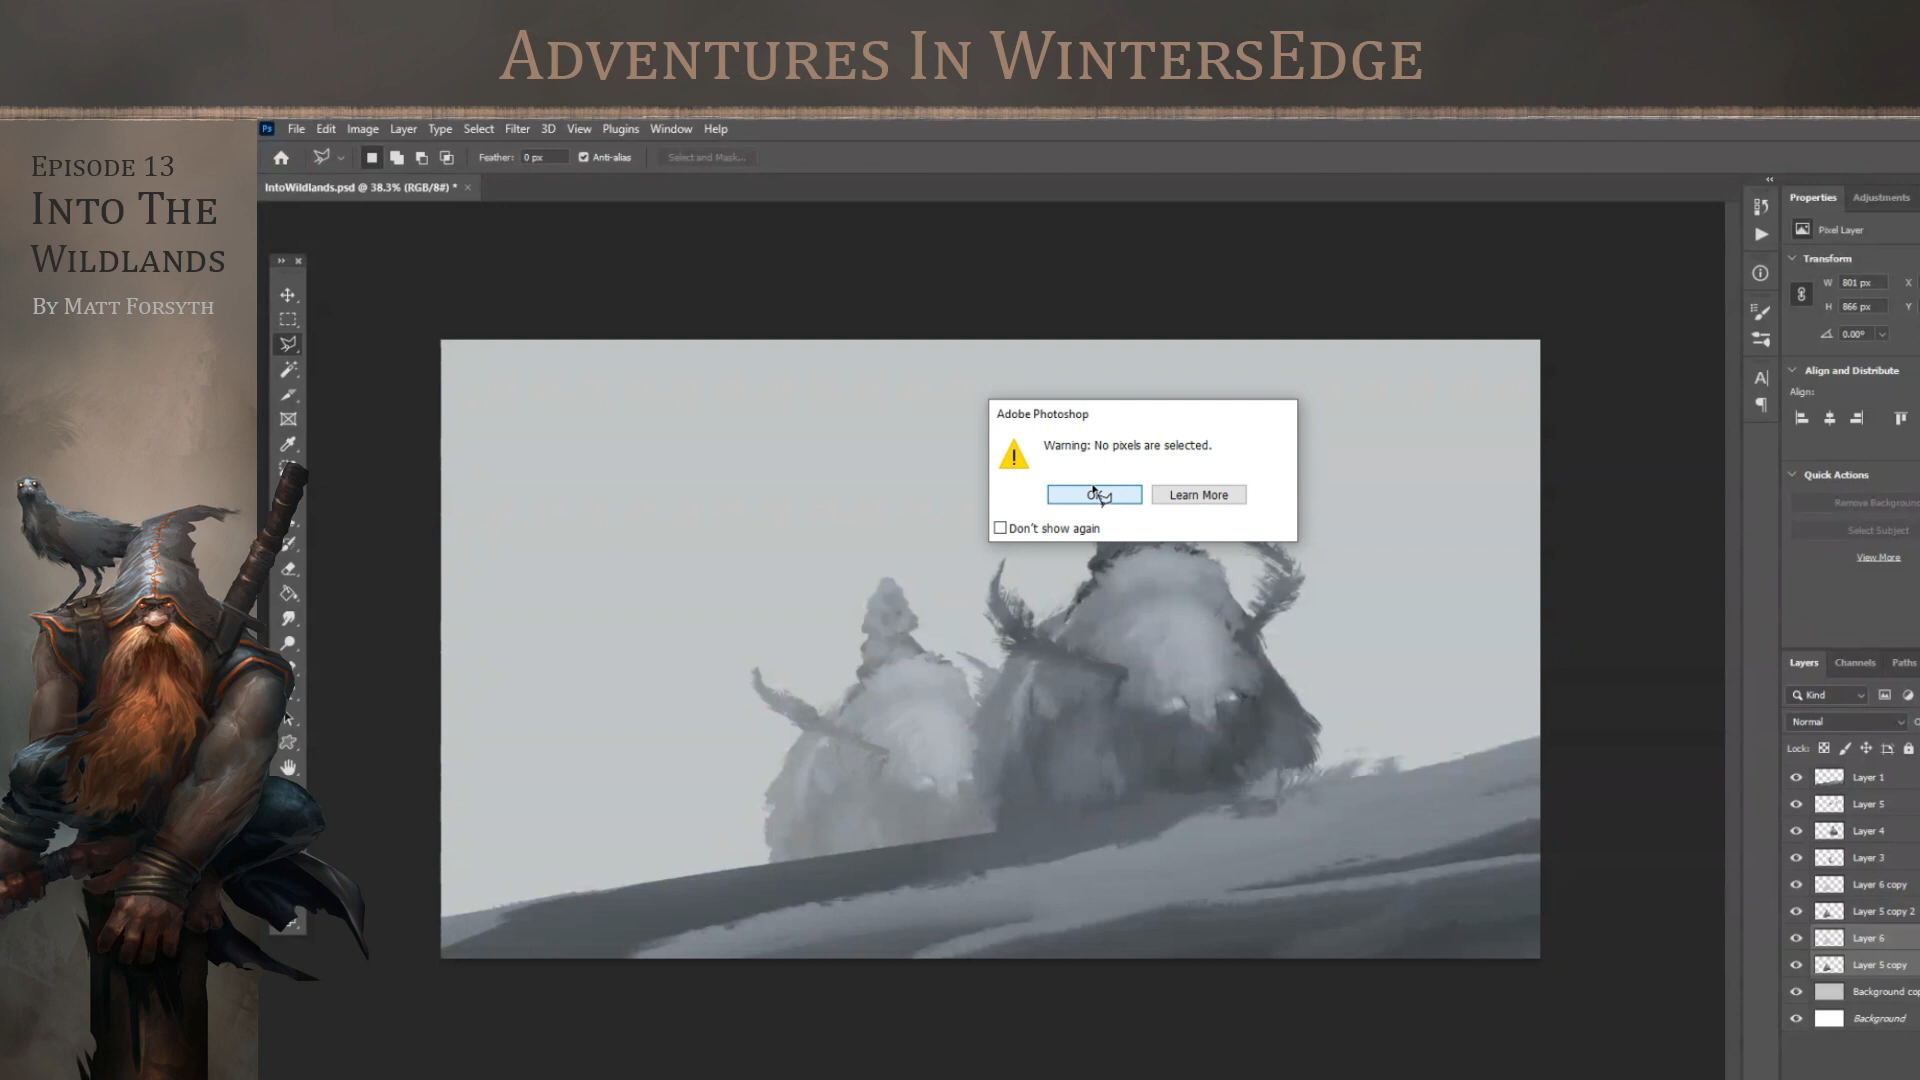 Adventures In WintersEdge
Episode 13
Into The
Wildlands
By Matt Forsyth
Ps File Edit Image Layer Type Select Filter 3D View Plugins Window Help
Feather: 0 px Anti-alias Select and Mask...
IntoWildlands.psd @ 38.3% (RGB/8#) * ×
Properties Adjustments
Pixel Layer
Transform
W 801 px X
H 866 px Y
0.00°
Align and Distribute
Align:
Quick Actions
Remove Background
Select Subject
View More
Adobe Photoshop
Warning: No pixels are selected.
OK Learn More
Don't show again
Layers Channels Paths
Kind
Normal
Lock:
Layer 1
Layer 5
Layer 4
Layer 3
Layer 6 copy
Layer 5 copy 2
Layer 6
Layer 5 copy
Background cop
Background